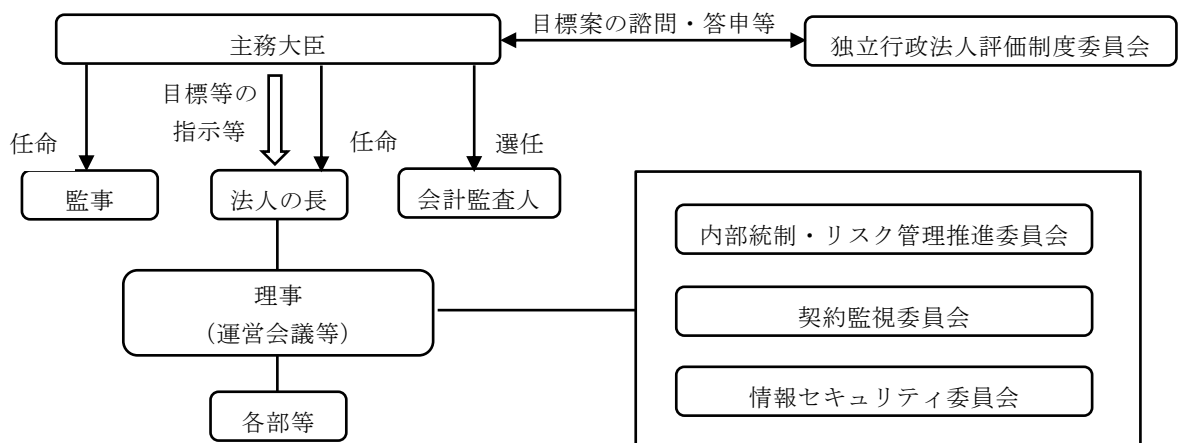 目標案の諮問・答申等
主務大臣
独立行政法人評価制度委員会
目標等の
指示等
任命
任命
選任
監事
法人の長
会計監査人
内部統制・リスク管理推進委員会
理事
（運営会議等）
契約監視委員会
各部等
情報セキュリティ委員会